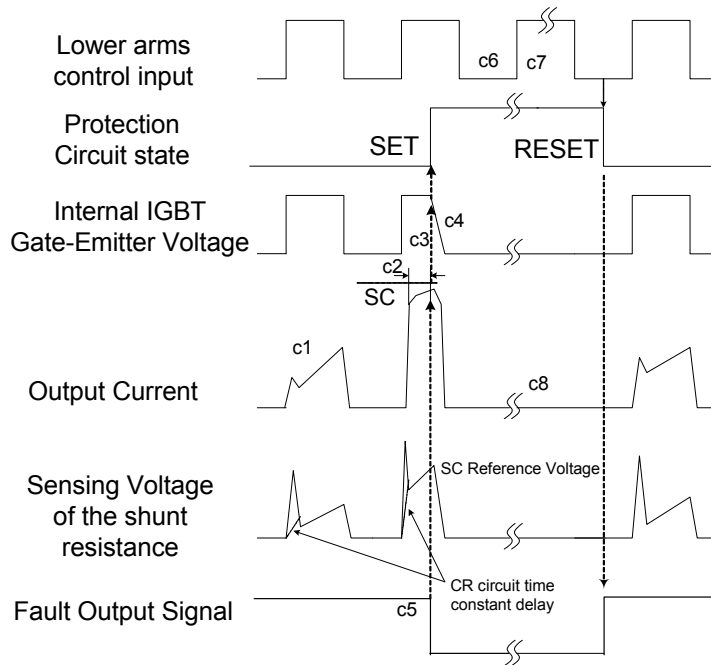 Lower arms
control input
c6
c7
Protection
Circuit state
SET
RESET
Internal IGBT
Gate-Emitter Voltage
c3
c4
c2
SC
c1
Output Current
c8
Sensing Voltage
of the shunt
resistance
SC Reference Voltage
CR circuit time
constant delay
Fault Output Signal
c5